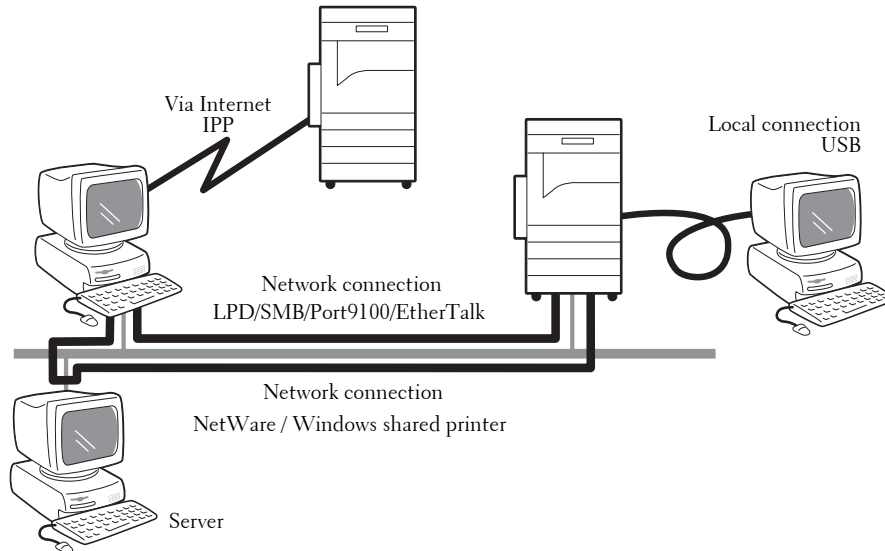 Via Internet
IPP
Local connection
USB
Network connection
LPD/SMB/Port9100/EtherTalk
Network connection
NetWare / Windows shared printer
Server